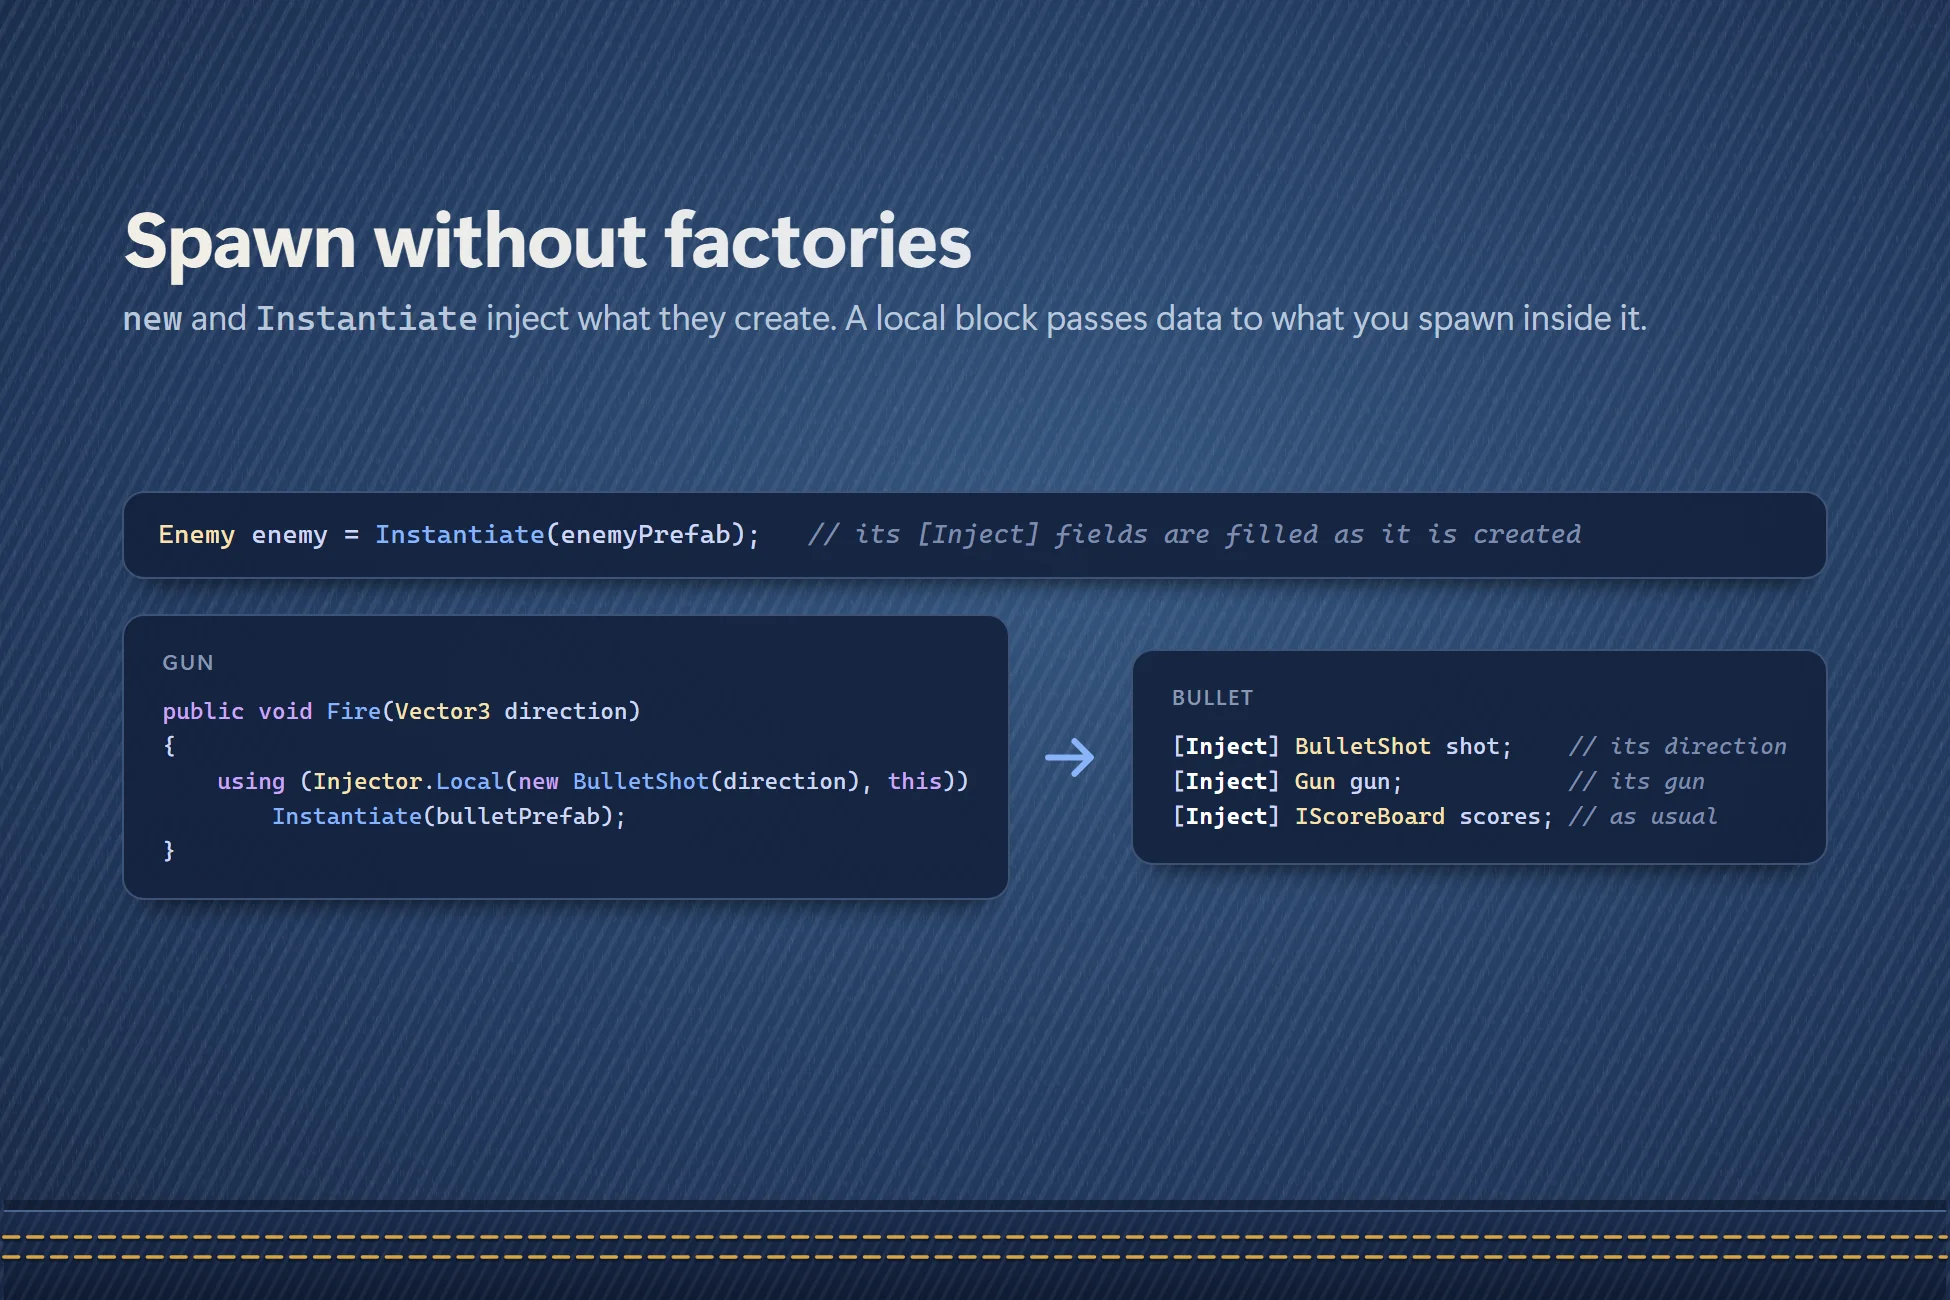 Spawn without factories
new and Instantiate inject what they create. A local block passes data to what you spawn inside it.
Enemy enemy = Instantiate(enemyPrefab);   // its [Inject] fields are filled as it is created
GUN
public void Fire(Vector3 direction)
{
    using (Injector.Local(new BulletShot(direction), this))
        Instantiate(bulletPrefab);
}
BULLET
[Inject] BulletShot shot;    // its direction
[Inject] Gun gun;            // its gun
[Inject] IScoreBoard scores; // as usual